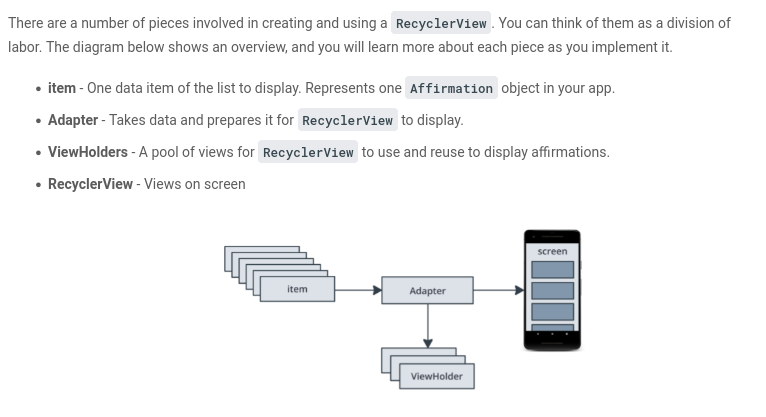 There are a number of pieces involved in creating and using a RecyclerView. You can think of them as a division of
labor. The diagram below shows an overview, and you will learn more about each piece as you implement it.
• item - One data item of the list to display. Represents one Affirmation object in your app.
• Adapter - Takes data and prepares it for RecyclerView to display.
• ViewHolders - A pool of views for RecyclerView to use and reuse to display affirmations.
• RecyclerView - Views on screen
screen
item
Adapter
ViewHolder